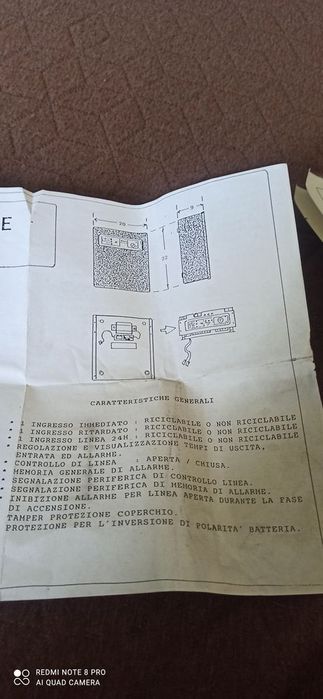 E
20
9
22
CARATTERISTICHE GENERALI
• 1 INGRESSO IMMEDIATO : RICICLABILE O NON RICICLABILE
• 1 INGRESSO RITARDATO : RICICLABILE O NON RICICLABILE
• 1 INGRESSO LINEA 24H : RICICLABILE O NON RICICLABILE
• REGOLAZIONE E VISUALIZZAZIONE TEMPI DI USCITA,
ENTRATA ED ALLARME.
• CONTROLLO DI LINEA : APERTA / CHIUSA.
• MEMORIA GENERALE DI ALLARME.
• SEGNALAZIONE PERIFERICA DI CONTROLLO LINEA.
• SEGNALAZIONE PERIFERICA DI MEMORIA DI ALLARME.
• INIBIZIONE ALLARME PER LINEA APERTA DURANTE LA FASE
DI ACCENSIONE.
TAMPER PROTEZIONE COPERCHIO.
PROTEZIONE PER L'INVERSIONE DI POLARITA' BATTERIA.
REDMI NOTE 8 PRO
AI QUAD CAMERA